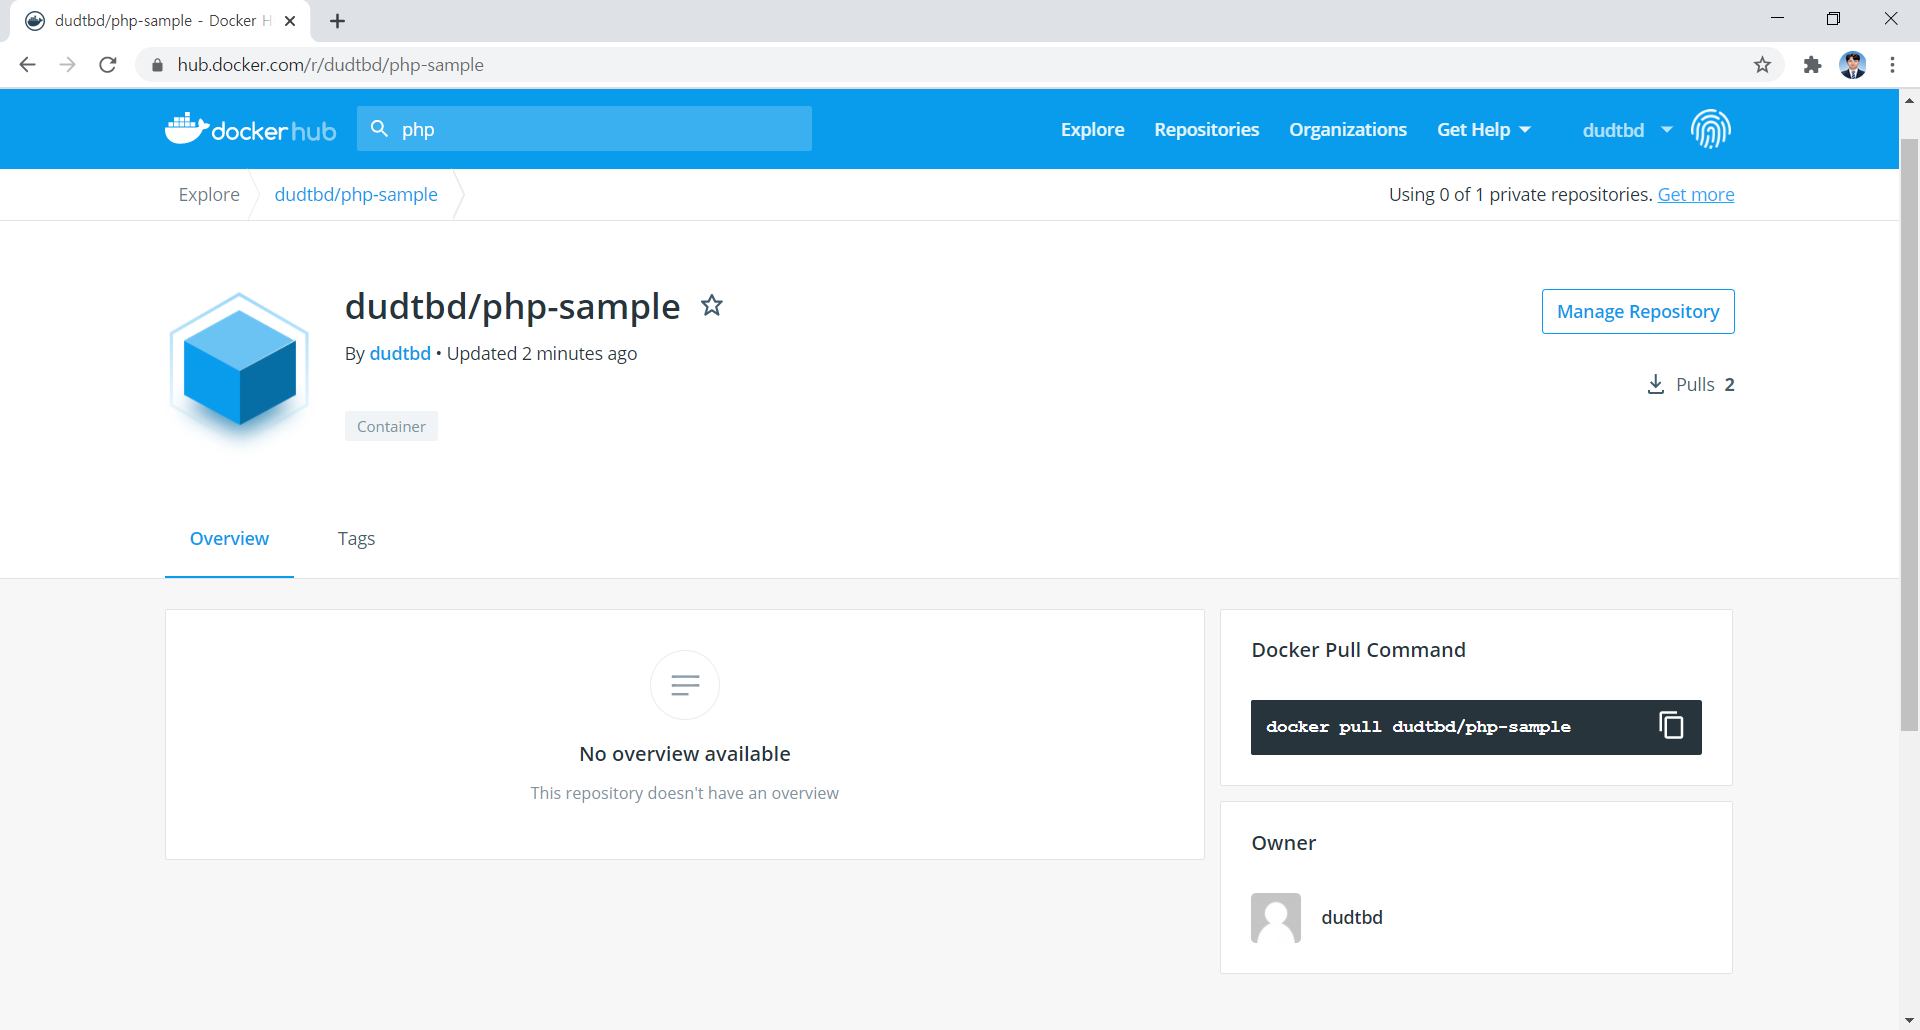 dudtbd/php-sample - Docker H
hub.docker.com/r/dudtbd/php-sample
docker hub
php
Explore
Repositories
Organizations
Get Help
dudtbd
Explore
dudtbd/php-sample
Using 0 of 1 private repositories. Get more
dudtbd/php-sample
Manage Repository
By dudtbd • Updated 2 minutes ago
Pulls 2
Container
Overview
Tags
No overview available
This repository doesn't have an overview
Docker Pull Command
docker pull dudtbd/php-sample
Owner
dudtbd